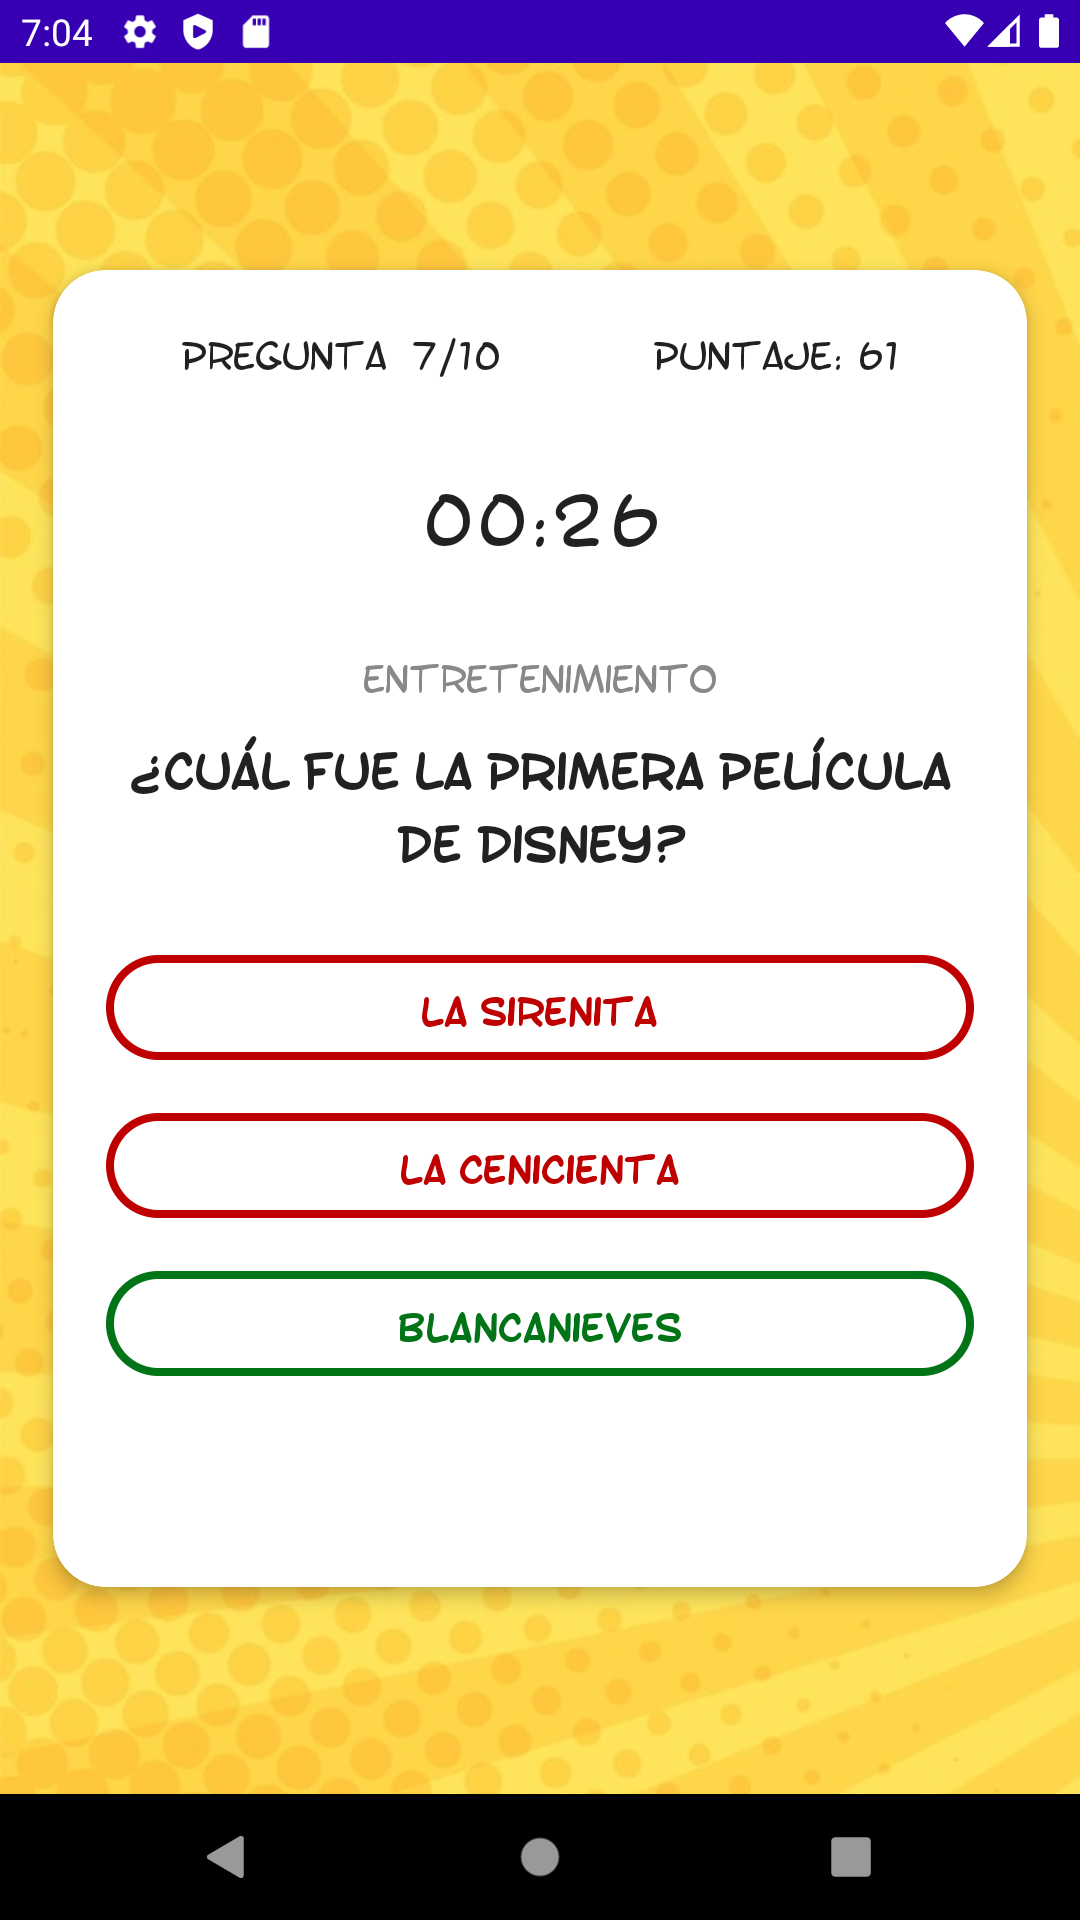 7:04
PREGUNTA 7/10
PUNTAJE: 61
00:26
ENTRETENIMIENTO
¿CUÁL FUE LA PRIMERA PELÍCULA
DE DISNEY?
LA SIRENITA
LA CENICIENTA
BLANCANIEVES